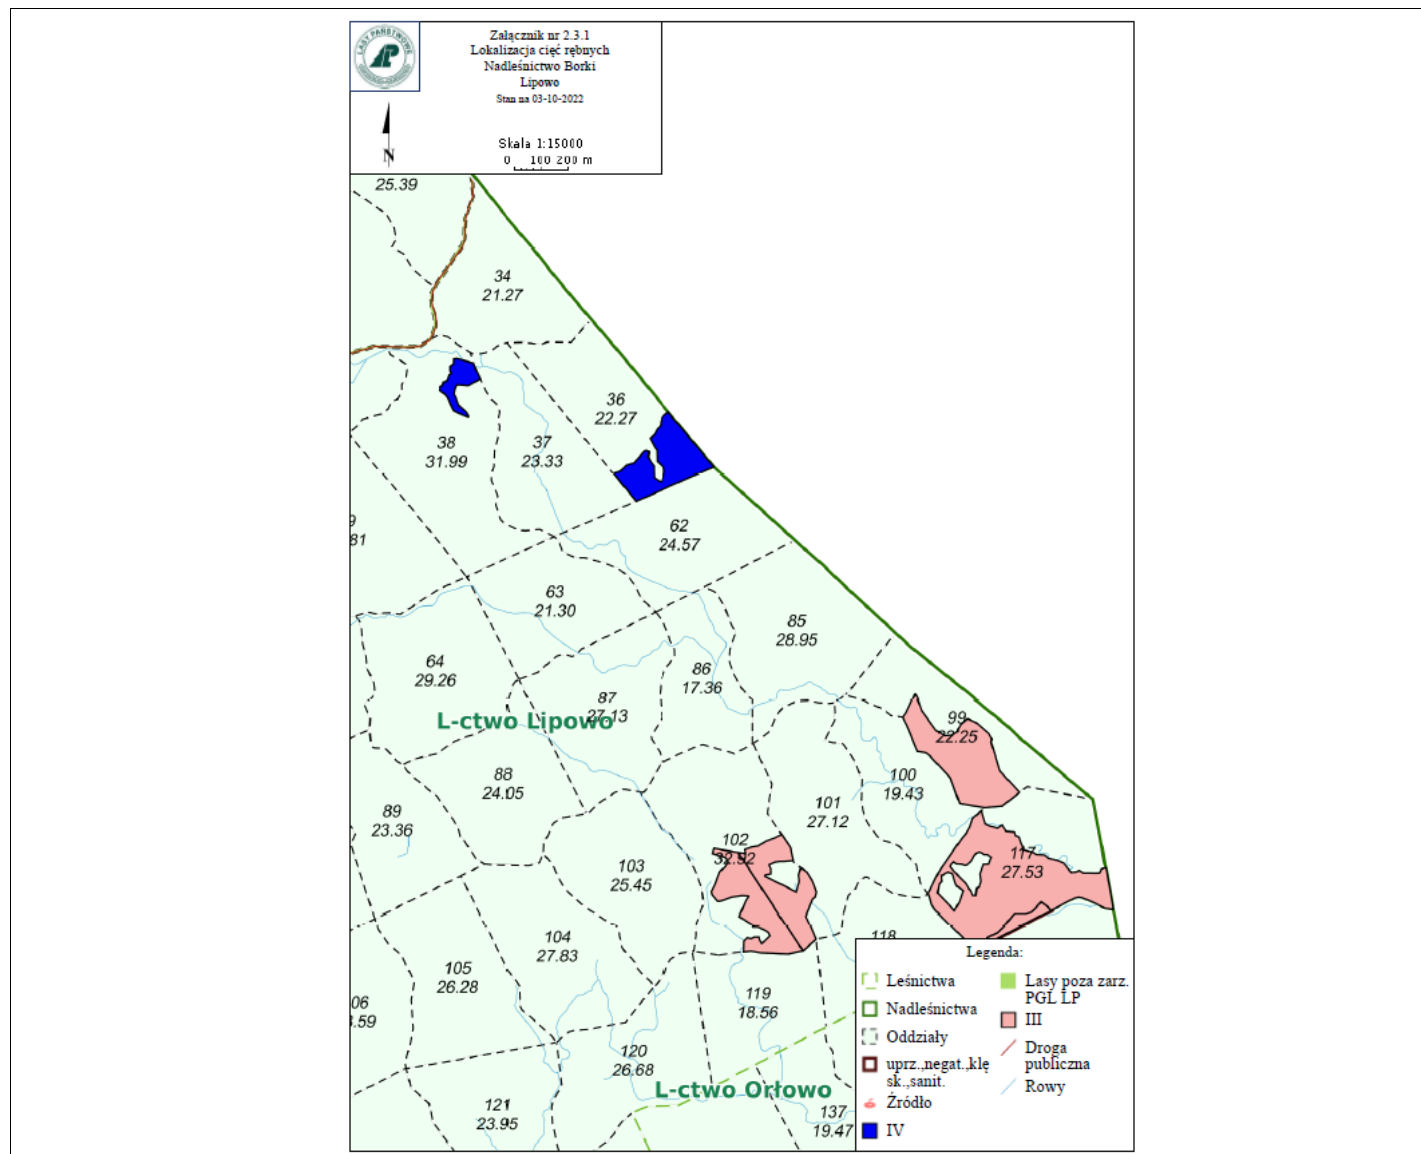 LASY PAŃSTWOWE
Załącznik nr 2.3.1
Lokalizacja cięć rębnych
Nadleśnictwo Borki
Lipowo
Stan na 03-10-2022
N
Skala 1:15000
0 100 200 m
25.39
34
21.27
36
22.27
38
31.99
37
23.33
9
81
62
24.57
63
21.30
85
28.95
64
29.26
86
17.36
87
27.13
L-ctwo Lipowo
99
22.25
88
24.05
100
19.43
89
23.36
101
27.12
102
32.52
103
25.45
117
27.53
104
27.83
118
105
26.28
06
.59
119
18.56
120
26.68
L-ctwo Orłowo
121
23.95
137
19.47
Legenda:
Leśnictwa
Nadleśnictwa
Oddziały
uprz.,negat.,klę
sk.,sanit.
Źródło
IV
Lasy poza zarz.
PGL LP
III
Droga
publiczna
Rowy